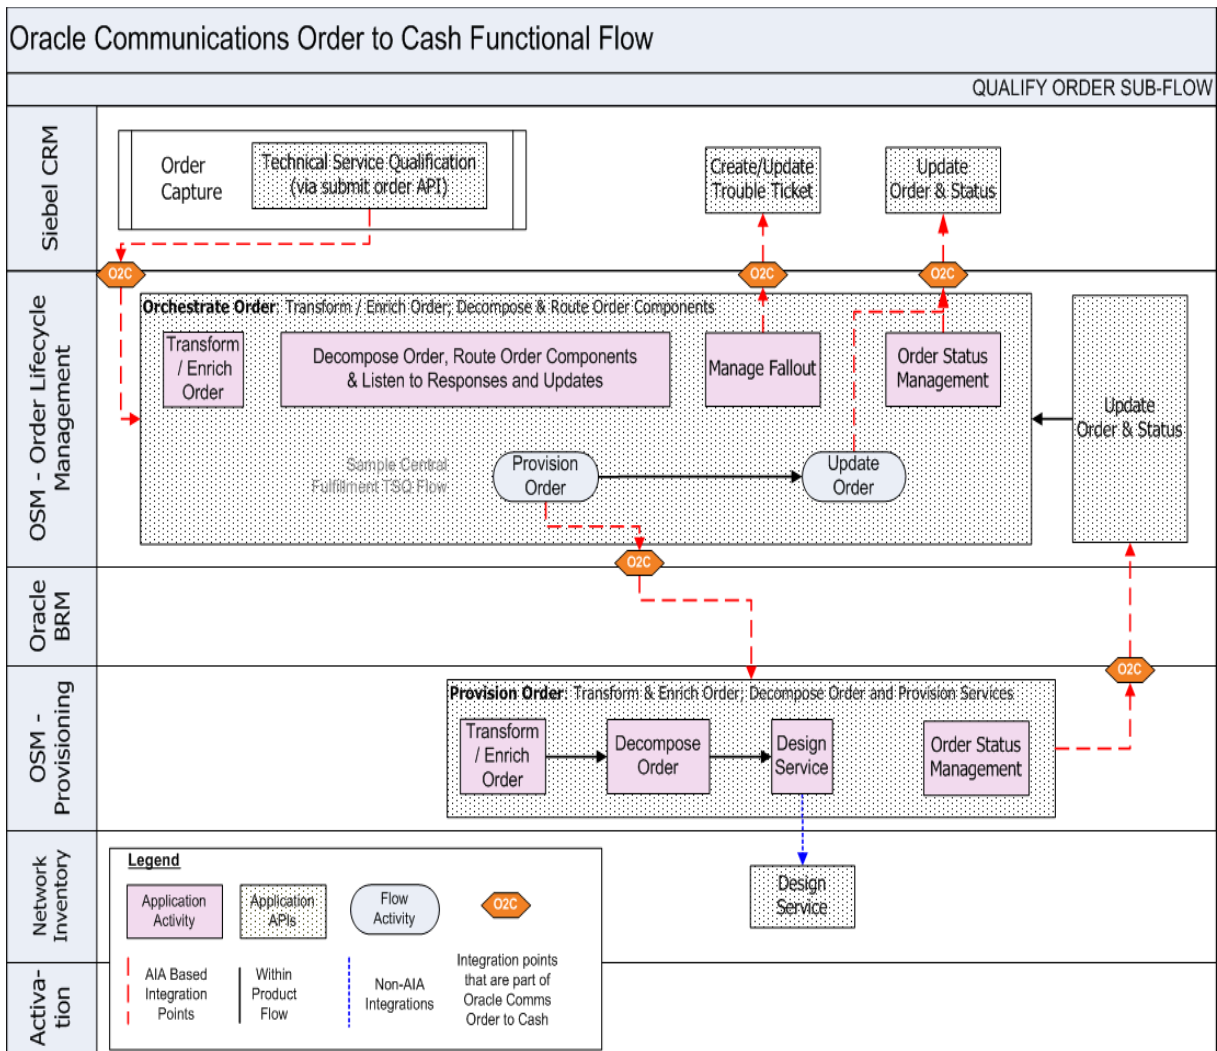 Oracle Communications Order to Cash Functional Flow
QUALIFY ORDER SUB-FLOW
Siebel CRM
Order
Capture
Technical Service Qualification
(via submit order API)
Create/Update
Trouble Ticket
Update
Order & Status
O2C
O2C
O2C
OSM - Order Lifecycle
Management
Orchestrate Order: Transform / Enrich Order; Decompose & Route Order Components
Transform
/ Enrich
Order
Decompose Order, Route Order Components
& Listen to Responses and Updates
Manage Fallout
Order Status
Management
Update
Order & Status
Sample Central
Fulfillment TSQ Flow
Provision
Order
Update
Order
O2C
Oracle
BRM
O2C
OSM -
Provisioning
Provision Order: Transform & Enrich Order; Decompose Order and Provision Services
Transform
/ Enrich
Order
Decompose
Order
Design
Service
Order Status
Management
Network
Inventory
Design
Service
Activa-
tion
Legend
Application
Activity
Application
APIs
Flow
Activity
O2C
AIA Based
Integration
Points
Within
Product
Flow
Non-AIA
Integrations
Integration points
that are part of
Oracle Comms
Order to Cash